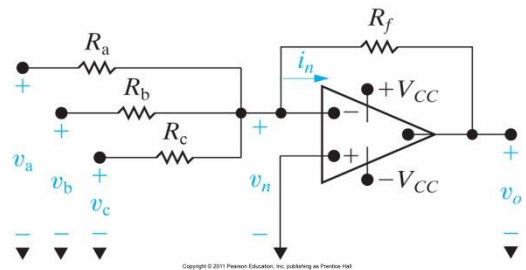 Ra
Rb
Rc
Rf
in
+VCC
-VCC
+
+
+
+
+
-
+
va
vb
vc
vn
vo
-
-
-
-
-
Copyright © 2011 Pearson Education, Inc. publishing as Prentice Hall